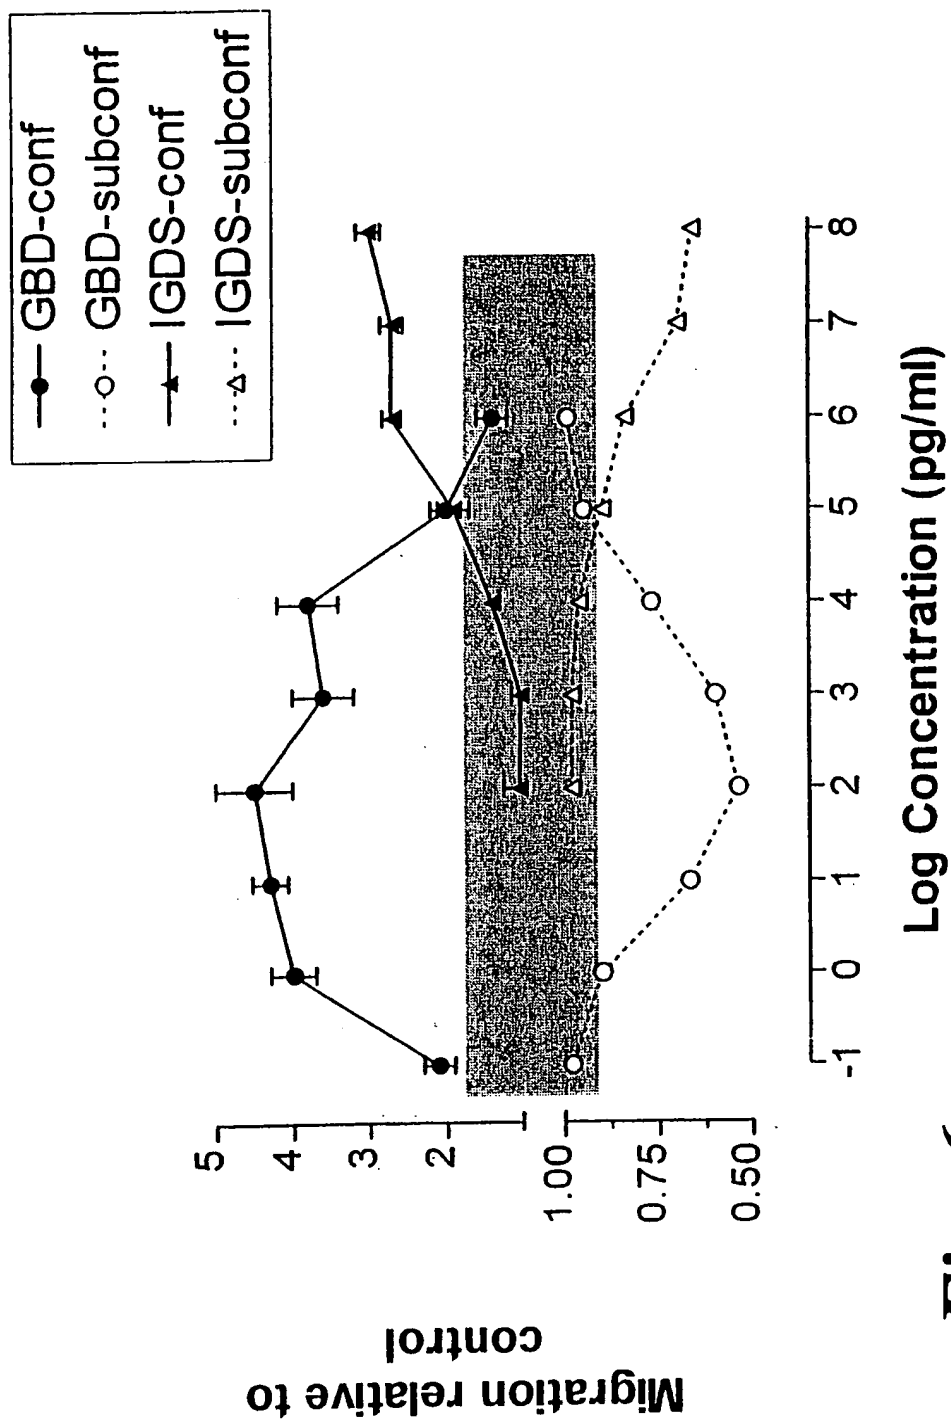 GBD-conf
GBD-subconf
IGDS-conf
IGDS-subconf
Migration relative to
control
5
4
3
2
1.00
0.75
0.50
-1
0
1
2
3
4
5
6
7
8
Log Concentration (pg/ml)